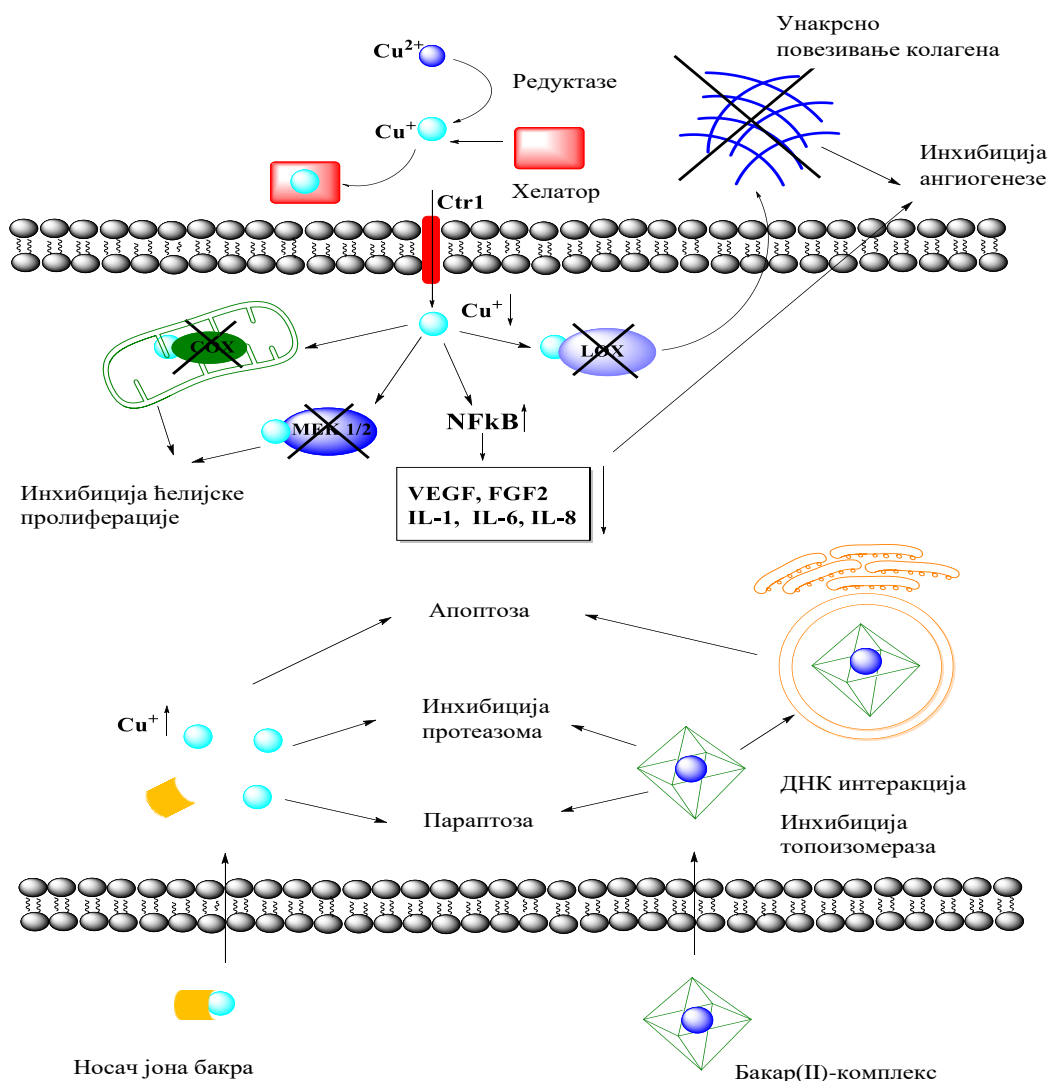 Унакрсно
повезивање колагена
Cu²⁺
Редуктазе
Cu⁺
Хелатор
Инхибиција
ангиогенезе
Ctr1
Cu⁺
COX
LOX
MEK 1/2
NFkB
VEGF, FGF2
IL-1, IL-6, IL-8
Инхибиција ћелијске
пролиферације
Апоптоза
Cu⁺
Инхибиција
протеазома
Параптоза
ДНК интеракција
Инхибиција
топоизомераза
Носач јона бакра
Бакар(II)-комплекс